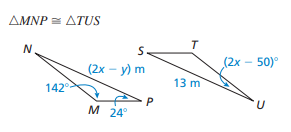 △MNP ≅ △TUS
N
S
T
(2x − y) m
(2x − 50)°
142°
13 m
M
24°
P
U